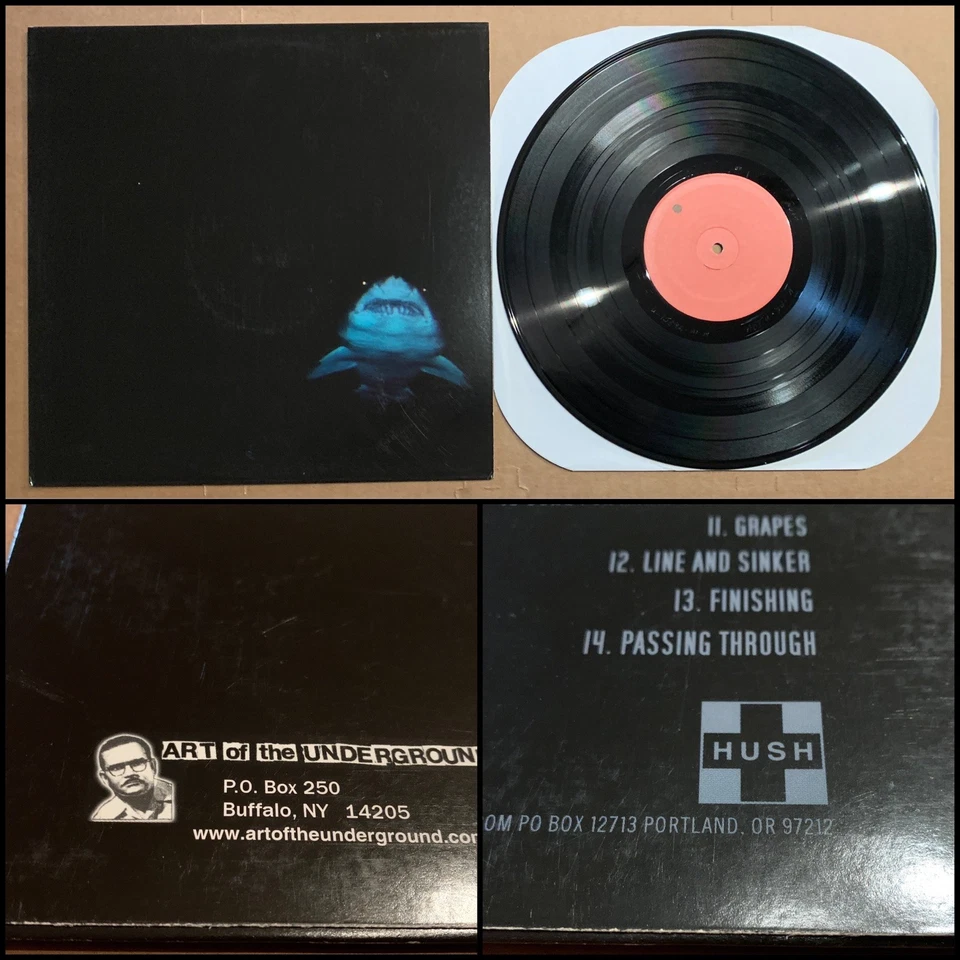 ART of the UNDERGROUN
P.O. Box 250
Buffalo, NY 14205
www.artoftheunderground.com
11. GRAPES
12. LINE AND SINKER
13. FINISHING
14. PASSING THROUGH
HUSH
OM PO BOX 12713 PORTLAND, OR 97212